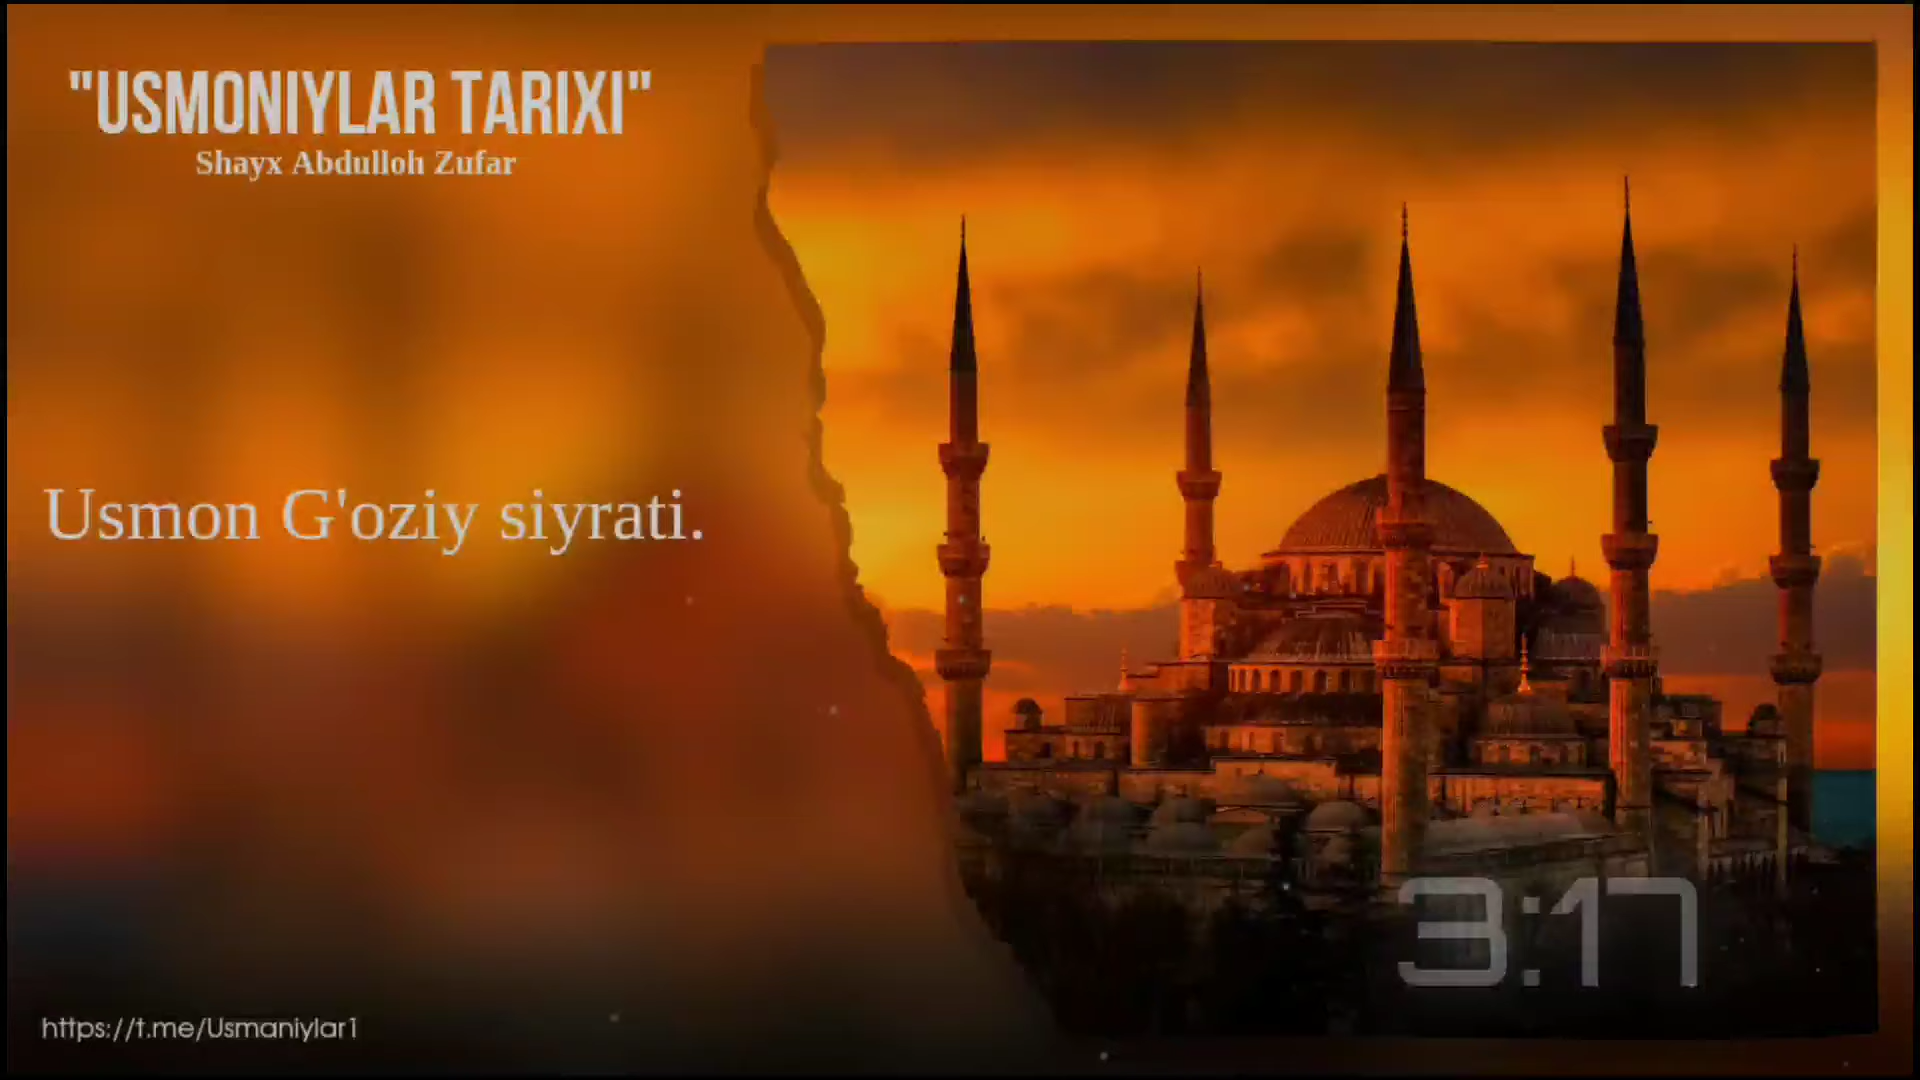 "USMONIYLAR TARIXI"
Shayx Abdulloh Zufar
Usmon G'oziy siyrati.
3:17
https://t.me/Usmaniylar1